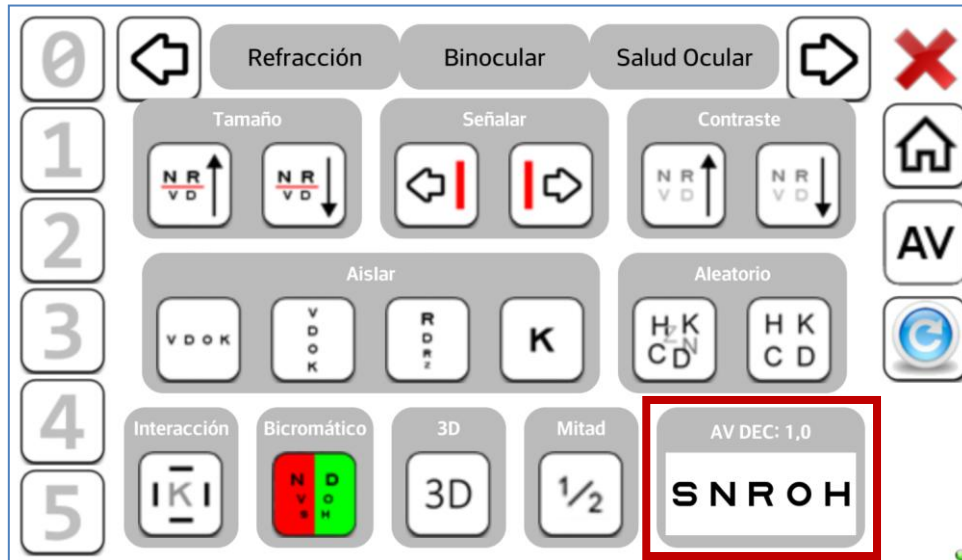 0
Refracción
Binocular
Salud Ocular
1
Tamaño
Señalar
Contraste
N R
V D
N R
V D
N R
V D
N R
V D
2
AV
Aislar
Aleatorio
3
V D O K
V
D
O
K
R
D
R
Z
K
H K
Z N
C D
H K
C D
4
Interacción
Bicromático
3D
Mitad
AV DEC: 1,0
5
K
N D
V O
S H
3D
1/2
S N R O H